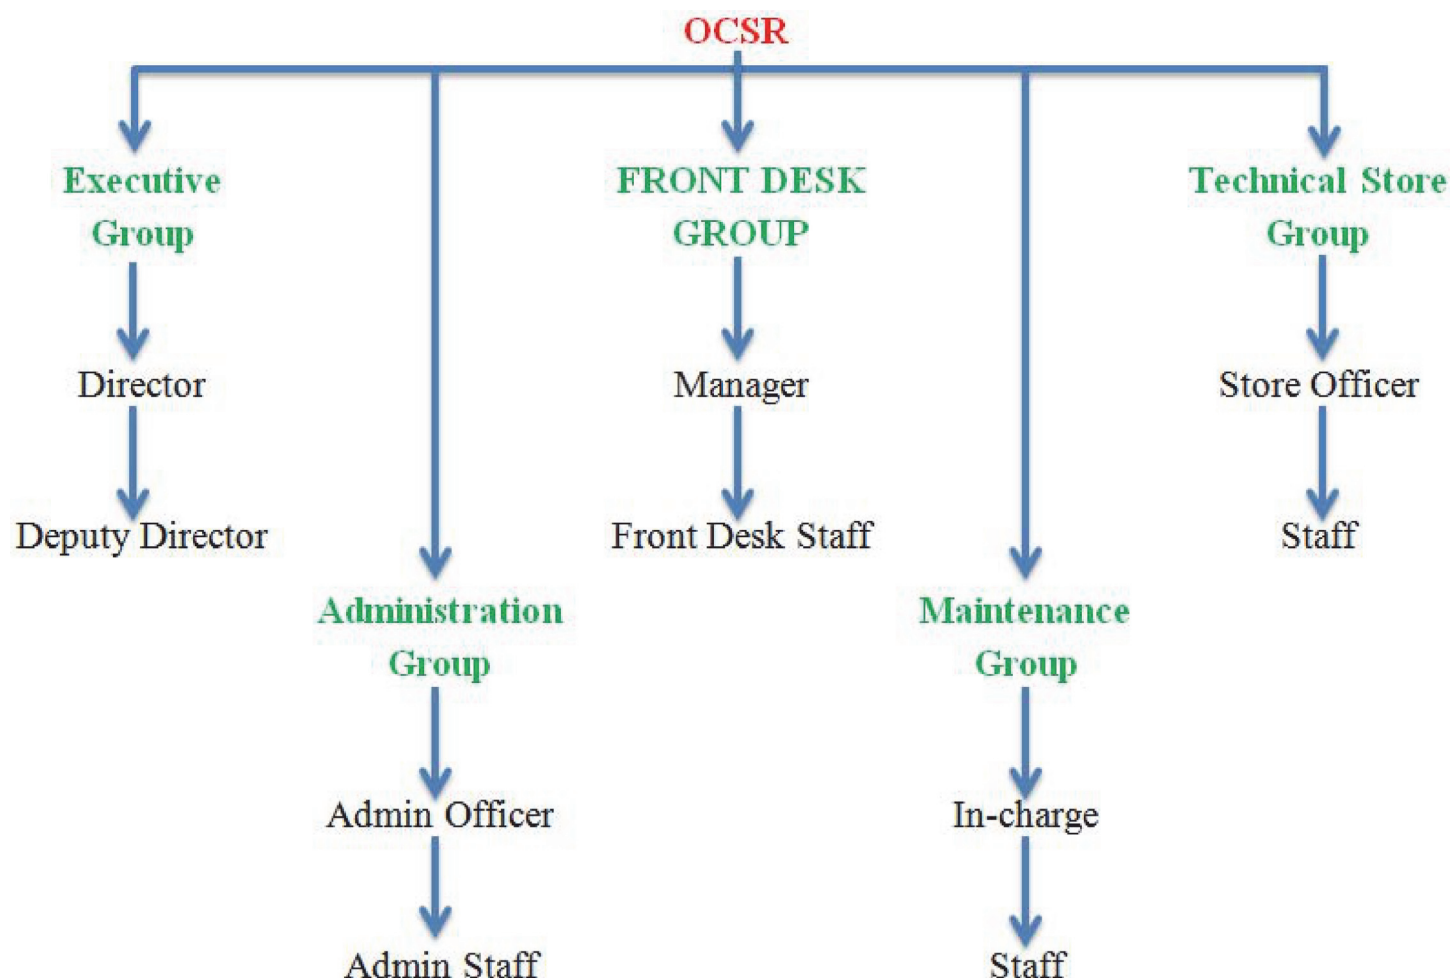 OCSR
Executive
Group
FRONT DESK
GROUP
Technical Store
Group
Director
Manager
Store Officer
Deputy Director
Front Desk Staff
Staff
Administration
Group
Maintenance
Group
Admin Officer
In-charge
Admin Staff
Staff